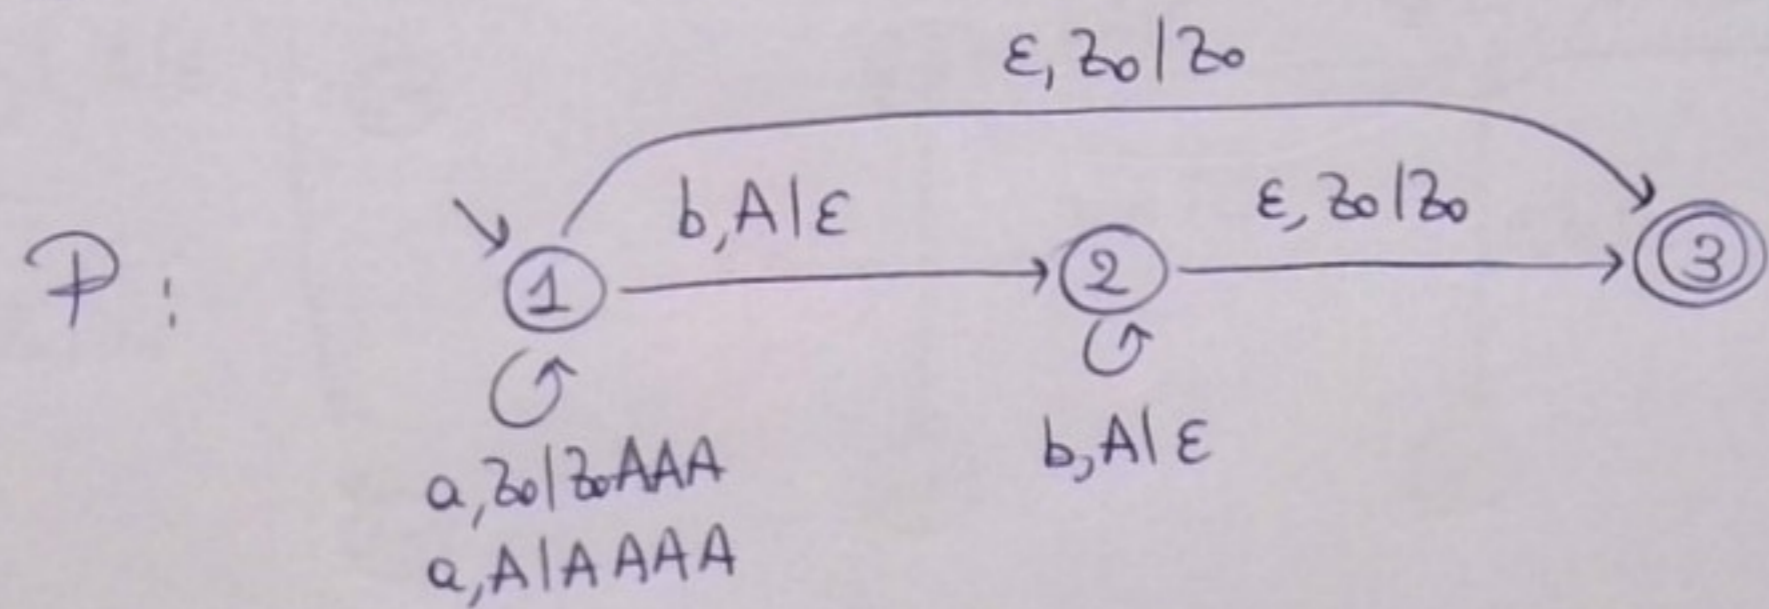 ε, Z₀|Z₀
b, A|ε
ε, Z₀|Z₀
P:
1
2
3
a, Z₀|Z₀AAA
a, A|AAAA
b, A|ε